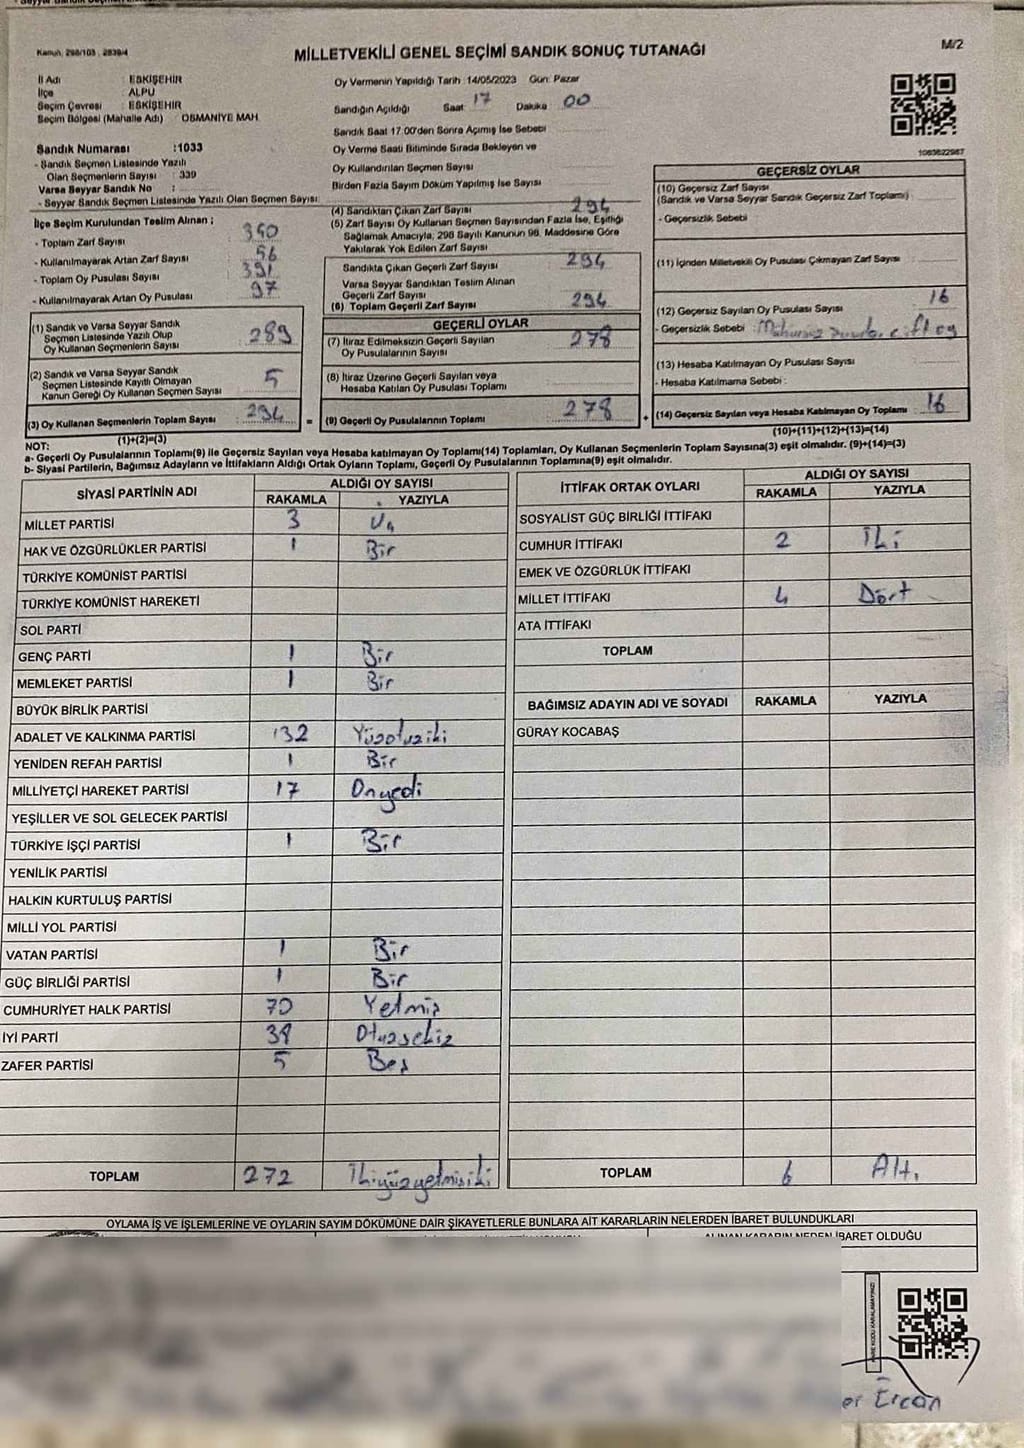 Kanun: 298/103 , 2839/4
MİLLETVEKİLİ GENEL SEÇİMİ SANDIK SONUÇ TUTANAĞI
M/2
İl Adı : ESKİŞEHİR
İlçe : ALPU
Seçim Çevresi : ESKİŞEHİR
Seçim Bölgesi (Mahalle Adı) : OSMANİYE MAH.
Sandık Numarası :1033
- Sandık Seçmen Listesinde Yazılı
Olan Seçmenlerin Sayısı : 339
Varsa Seyyar Sandık No :
- Seyyar Sandık Seçmen Listesinde Yazılı Olan Seçmen Sayısı:
Oy Vermenin Yapıldığı Tarih :14/05/2023 Gün: Pazar
Sandığın Açıldığı Saat 17 Dakika 00
Sandık Saat 17:00'den Sonra Açımış İse Sebebi
Oy Verme Saati Bitiminde Sırada Bekleyen ve
Oy Kullandırılan Seçmen Sayısı
Birden Fazla Sayım Döküm Yapılmış İse Sayısı
1083822987
İlçe Seçim Kurulundan Teslim Alınan ;
- Toplam Zarf Sayısı 350
- Kullanılmayarak Artan Zarf Sayısı 56
- Toplam Oy Pusulası Sayısı 391
- Kullanılmayarak Artan Oy Pusulası 97
(1) Sandık ve Varsa Seyyar Sandık
Seçmen Listesinde Yazılı Olup
Oy Kullanan Seçmenlerin Sayısı 289
(2) Sandık ve Varsa Seyyar Sandık
Seçmen Listesinde Kayıtlı Olmayan
Kanun Gereği Oy Kullanan Seçmen Sayısı 5
(3) Oy Kullanan Seçmenlerin Toplam Sayısı 294 =
(1)+(2)=(3)
(4) Sandıktan Çıkan Zarf Sayısı 294
(5) Zarf Sayısı Oy Kullanan Seçmen Sayısından Fazla İse, Eşitliği
Sağlamak Amacıyla, 298 Sayılı Kanunun 98. Maddesine Göre
Yakılarak Yok Edilen Zarf Sayısı
Sandıkta Çıkan Geçerli Zarf Sayısı 294
Varsa Seyyar Sandıktan Teslim Alınan
Geçerli Zarf Sayısı
(6) Toplam Geçerli Zarf Sayısı 294
GEÇERLİ OYLAR
(7) İtiraz Edilmeksizin Geçerli Sayılan
Oy Pusulalarının Sayısı 278
(8) İtiraz Üzerine Geçerli Sayılan veya
Hesaba Katılan Oy Pusulası Toplamı
(9) Geçerli Oy Pusulalarının Toplamı 278 +
GEÇERSİZ OYLAR
(10) Geçersiz Zarf Sayısı
(Sandık ve Varsa Seyyar Sandık Geçersiz Zarf Toplamı)
- Geçersizlik Sebebi
(11) İçinden Milletvekili Oy Pusulası Çıkmayan Zarf Sayısı
(12) Geçersiz Sayılan Oy Pusulası Sayısı 16
- Geçersizlik Sebebi : Mühürsüz çift oy
(13) Hesaba Katılmayan Oy Pusulası Sayısı
- Hesaba Katılmama Sebebi :
(14) Geçersiz Sayılan veya Hesaba Katılmayan Oy Toplamı 16
(10)+(11)+(12)+(13)=(14)
NOT:
a- Geçerli Oy Pusulalarının Toplamı(9) ile Geçersiz Sayılan veya Hesaba katılmayan Oy Toplamı(14) Toplamları, Oy Kullanan Seçmenlerin Toplam Sayısına(3) eşit olmalıdır. (9)+(14)=(3)
b- Siyasi Partilerin, Bağımsız Adayların ve İttifakların Aldığı Ortak Oyların Toplamı, Geçerli Oy Pusulalarının Toplamına(9) eşit olmalıdır.
SİYASİ PARTİNİN ADI ALDIĞI OY SAYISI
RAKAMLA YAZIYLA
MİLLET PARTİSİ 3 Üç
HAK VE ÖZGÜRLÜKLER PARTİSİ 1 Bir
TÜRKİYE KOMÜNİST PARTİSİ
TÜRKİYE KOMÜNİST HAREKETİ
SOL PARTİ
GENÇ PARTİ 1 Bir
MEMLEKET PARTİSİ 1 Bir
BÜYÜK BİRLİK PARTİSİ
ADALET VE KALKINMA PARTİSİ 132 Yüzotuziki
YENİDEN REFAH PARTİSİ 1 Bir
MİLLİYETÇİ HAREKET PARTİSİ 17 Onyedi
YEŞİLLER VE SOL GELECEK PARTİSİ
TÜRKİYE İŞÇİ PARTİSİ 1 Bir
YENİLİK PARTİSİ
HALKIN KURTULUŞ PARTİSİ
MİLLİ YOL PARTİSİ
VATAN PARTİSİ 1 Bir
GÜÇ BİRLİĞİ PARTİSİ 1 Bir
CUMHURİYET HALK PARTİSİ 70 Yetmiş
İYİ PARTİ 38 Otuzsekiz
ZAFER PARTİSİ 5 Beş
TOPLAM 272 İkiyüzyetmişiki
İTTİFAK ORTAK OYLARI ALDIĞI OY SAYISI
RAKAMLA YAZIYLA
SOSYALİST GÜÇ BİRLİĞİ İTTİFAKI
CUMHUR İTTİFAKI 2 İki
EMEK VE ÖZGÜRLÜK İTTİFAKI
MİLLET İTTİFAKI 4 Dört
ATA İTTİFAKI
TOPLAM
BAĞIMSIZ ADAYIN ADI VE SOYADI RAKAMLA YAZIYLA
GÜRAY KOCABAŞ
TOPLAM 6 Altı
OYLAMA İŞ VE İŞLEMLERİNE VE OYLARIN SAYIM DÖKÜMÜNE DAİR ŞİKAYETLERLE BUNLARA AİT KARARLARIN NELERDEN İBARET BULUNDUKLARI
ALINAN KARARIN NEDEN İBARET OLDUĞU
KARE KODU KARALAMAYINIZ!
Ercan